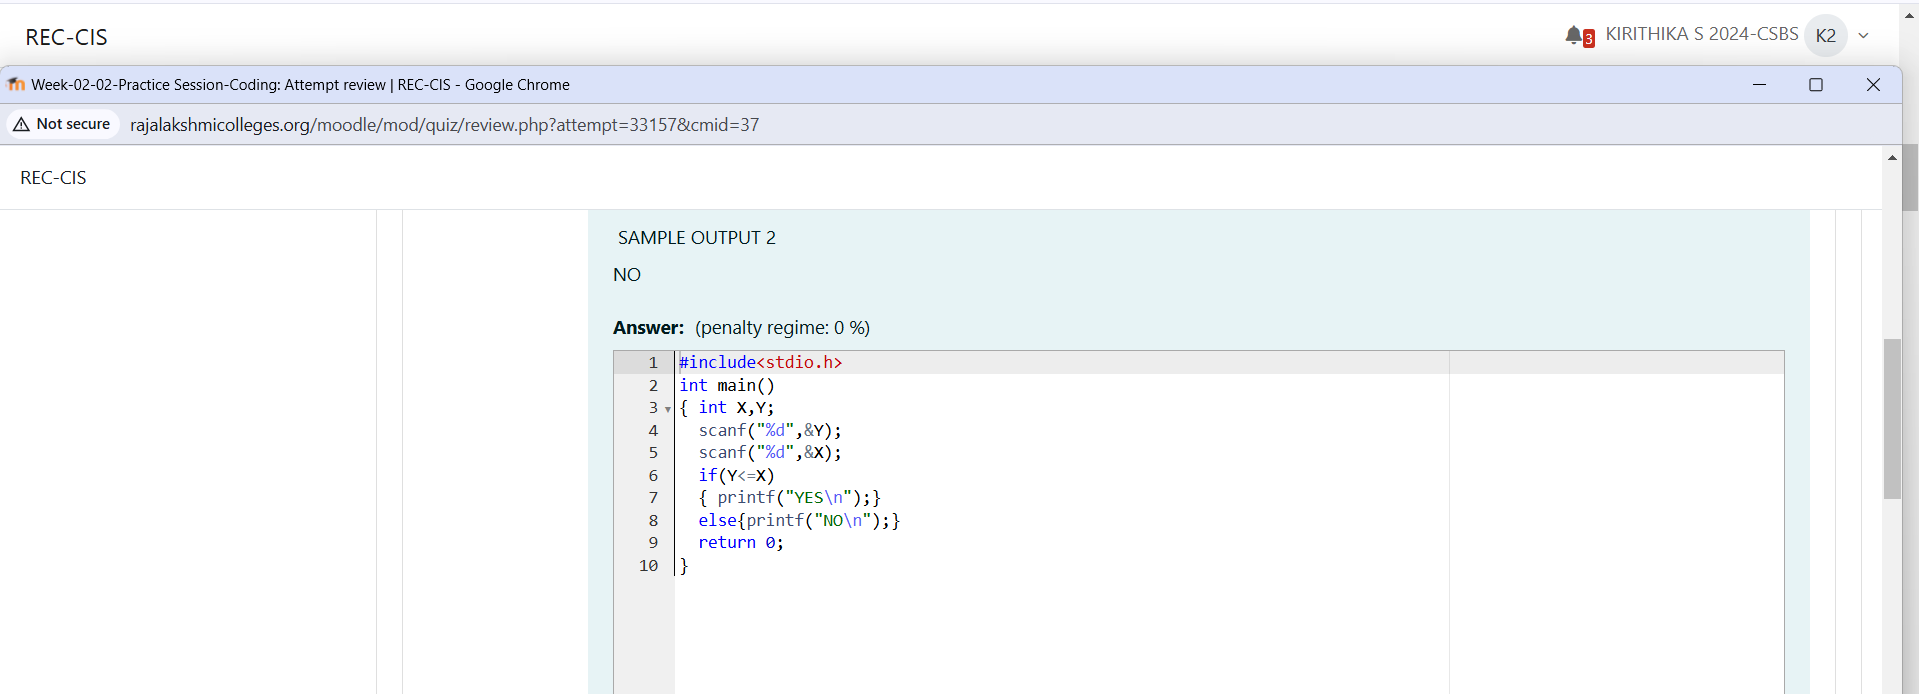 REC-CIS
3 KIRITHIKA S 2024-CSBS K2
Week-02-02-Practice Session-Coding: Attempt review | REC-CIS - Google Chrome
Not secure rajalakshmicolleges.org/moodle/mod/quiz/review.php?attempt=33157&cmid=37
REC-CIS
SAMPLE OUTPUT 2
NO
Answer: (penalty regime: 0 %)
1 #include<stdio.h>
2 int main()
3 { int X,Y;
4 scanf("%d",&Y);
5 scanf("%d",&X);
6 if(Y<=X)
7 { printf("YES\n");}
8 else{printf("NO\n");}
9 return 0;
10 }